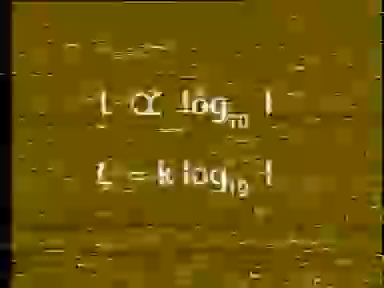 L ∝ log₁₀ I
L = k log₁₀ I